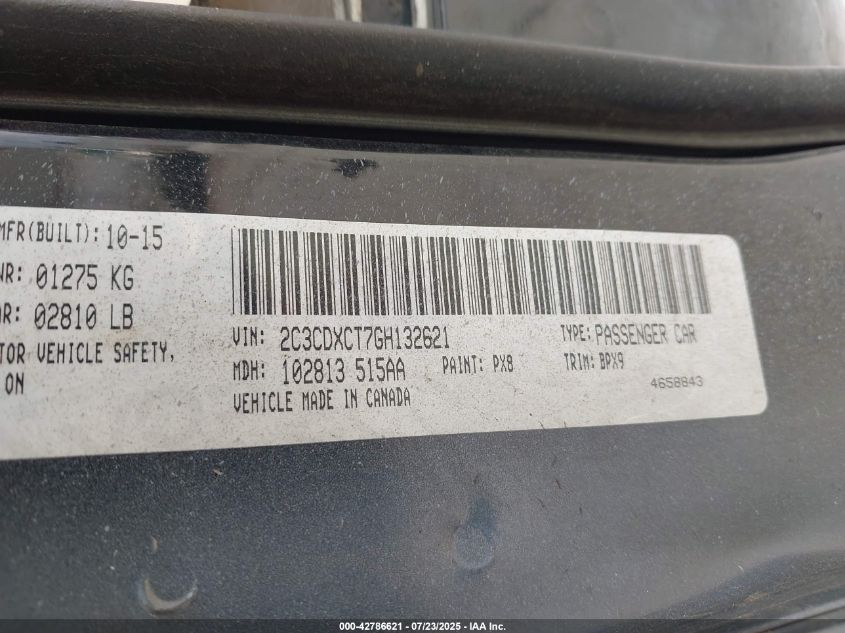 MFR(BUILT): 10-15
WR: 01275 KG
AR: 02810 LB
TOR VEHICLE SAFETY,
ON
VIN: 2C3CDXCT7GH132621
TYPE: PASSENGER CAR
MDH: 102813 515AA
PAINT: PX8
TRIM: BPX9
VEHICLE MADE IN CANADA
4658843
000-42786621 - 07/23/2025 - IAA Inc.